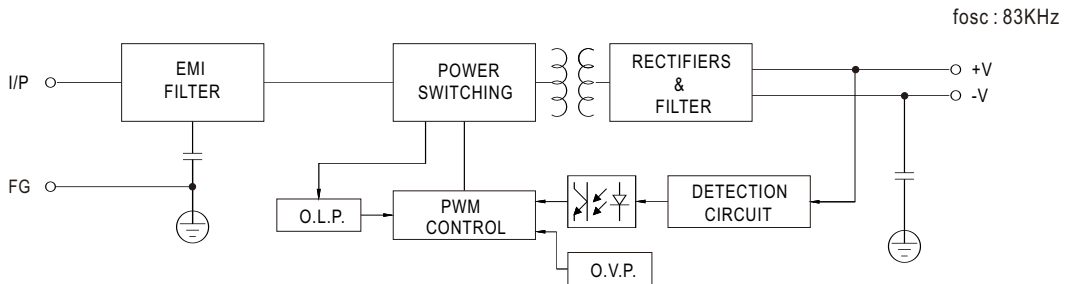 fosc : 83KHz
EMI
FILTER
POWER
SWITCHING
RECTIFIERS
&
FILTER
I/P
+V
-V
FG
O.L.P.
PWM
CONTROL
DETECTION
CIRCUIT
O.V.P.